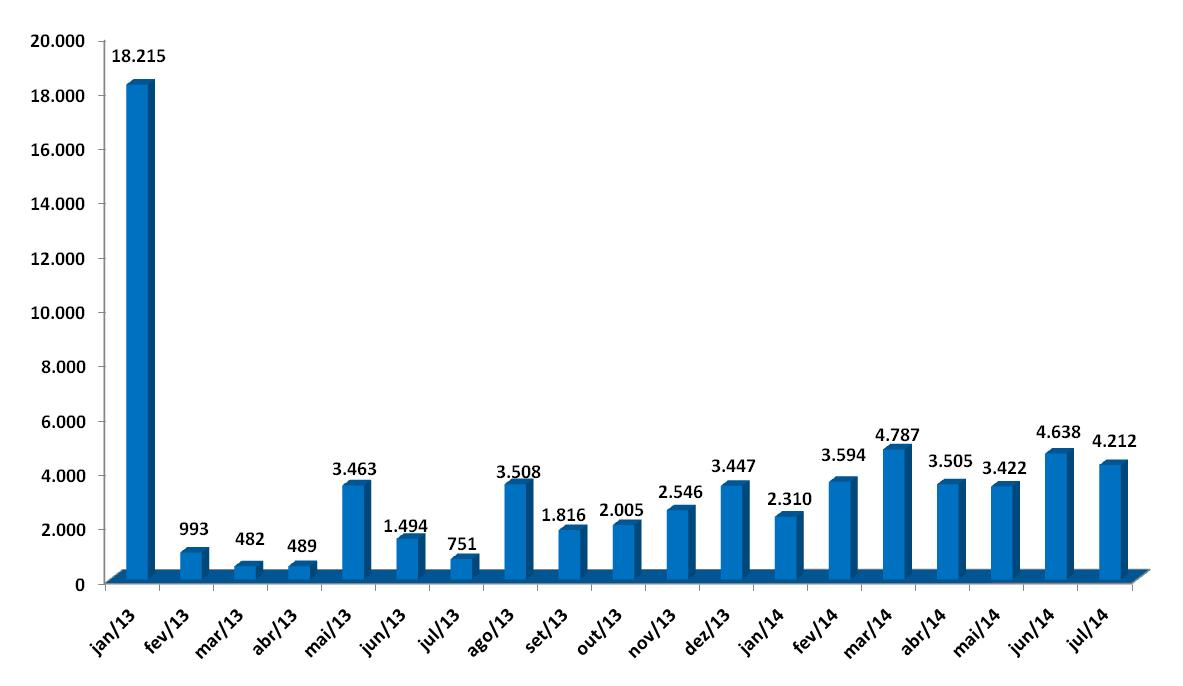 20.000
18.000
16.000
14.000
12.000
10.000
8.000
6.000
4.000
2.000
0
18.215
993
482
489
3.463
1.494
751
3.508
1.816
2.005
2.546
3.447
2.310
3.594
4.787
3.505
3.422
4.638
4.212
jan/13
fev/13
mar/13
abr/13
mai/13
jun/13
jul/13
ago/13
set/13
out/13
nov/13
dez/13
jan/14
fev/14
mar/14
abr/14
mai/14
jun/14
jul/14